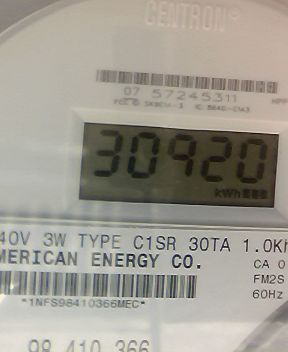 CENTRON®
07 57245311
30920
kWh
40V 3W TYPE C1SR 30TA 1.0Kh
MERICAN ENERGY CO.
CA 0
FM2S
*1NFS98410366MEC*
60Hz
98 410 366